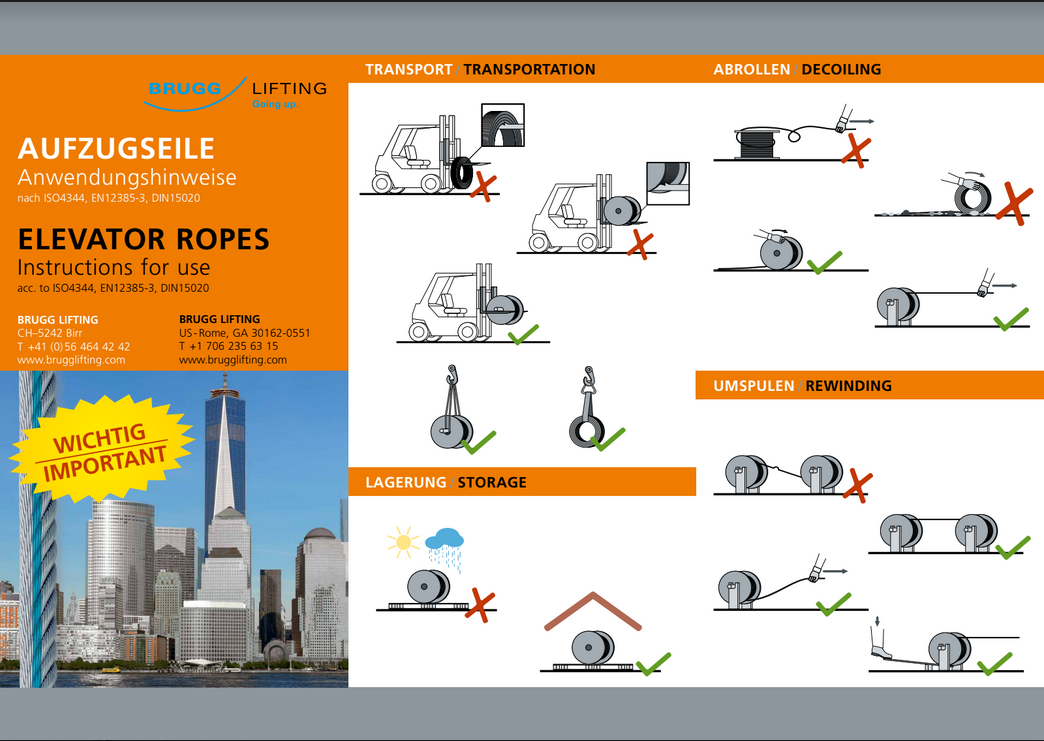 BRUGG LIFTING
Going up.
AUFZUGSEILE
Anwendungshinweise
nach ISO4344, EN12385-3, DIN15020
ELEVATOR ROPES
Instructions for use
acc. to ISO4344, EN12385-3, DIN15020
BRUGG LIFTING
CH–5242 Birr
T +41 (0)56 464 42 42
www.brugglifting.com
BRUGG LIFTING
US-Rome, GA 30162-0551
T +1 706 235 63 15
www.brugglifting.com
WICHTIG
IMPORTANT
TRANSPORT / TRANSPORTATION
LAGERUNG / STORAGE
ABROLLEN / DECOILING
UMSPULEN / REWINDING